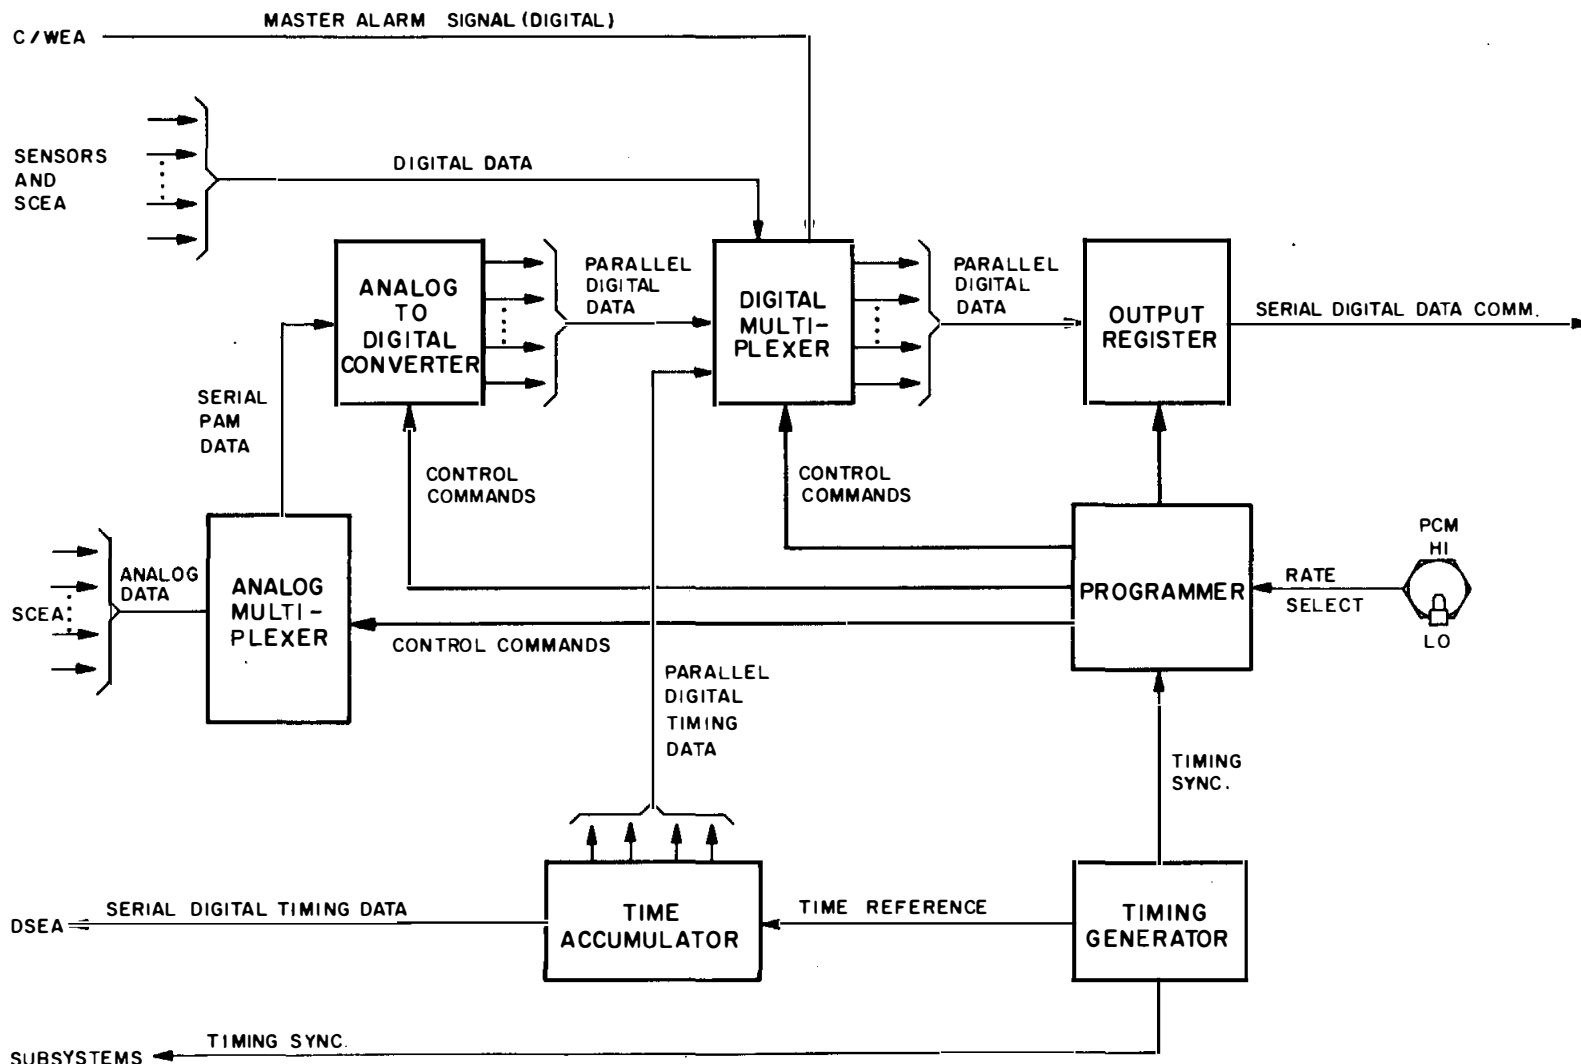 MASTER ALARM SIGNAL (DIGITAL)
C/WEA
SENSORS
AND
SCEA
DIGITAL DATA
ANALOG
TO
DIGITAL
CONVERTER
PARALLEL
DIGITAL
DATA
DIGITAL
MULTI-
PLEXER
PARALLEL
DIGITAL
DATA
OUTPUT
REGISTER
SERIAL DIGITAL DATA COMM.
SERIAL
PAM
DATA
CONTROL
COMMANDS
CONTROL
COMMANDS
SCEA
ANALOG
DATA
ANALOG
MULTI-
PLEXER
CONTROL COMMANDS
PROGRAMMER
RATE
SELECT
PCM
HI
LO
PARALLEL
DIGITAL
TIMING
DATA
TIMING
SYNC.
DSEA
SERIAL DIGITAL TIMING DATA
TIME
ACCUMULATOR
TIME REFERENCE
TIMING
GENERATOR
SUBSYSTEMS
TIMING SYNC.